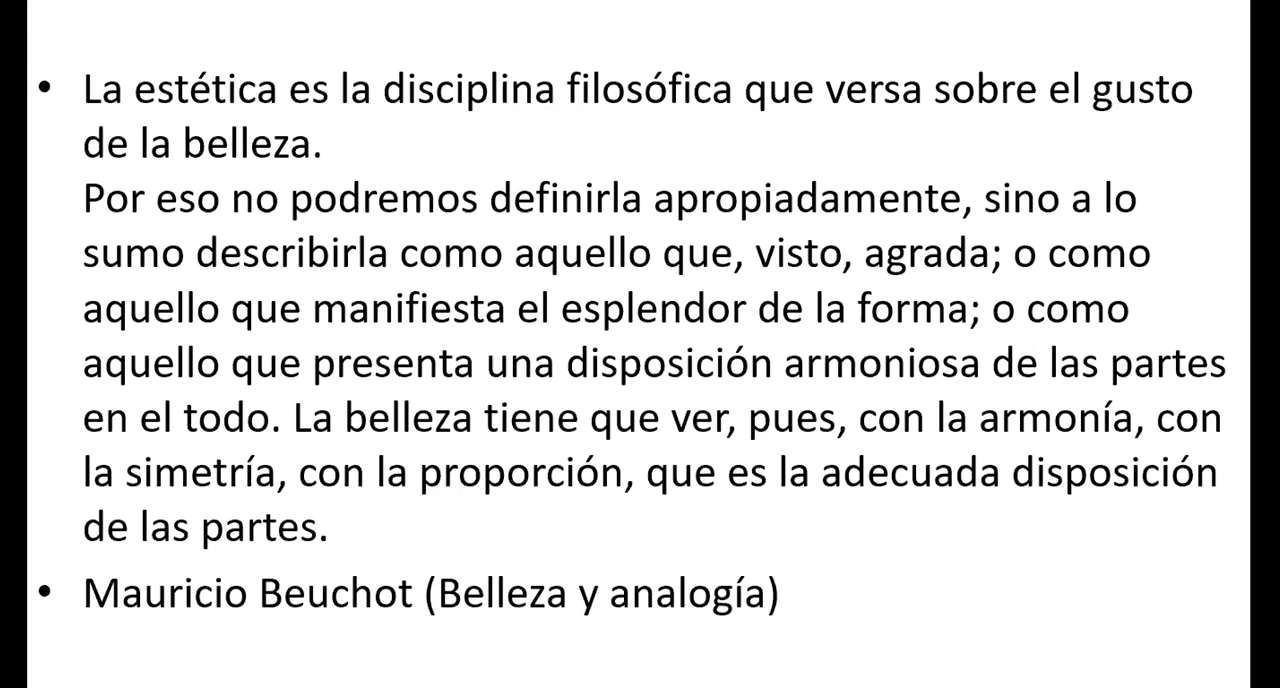 • La estética es la disciplina filosófica que versa sobre el gusto
de la belleza.
Por eso no podremos definirla apropiadamente, sino a lo
sumo describirla como aquello que, visto, agrada; o como
aquello que manifiesta el esplendor de la forma; o como
aquello que presenta una disposición armoniosa de las partes
en el todo. La belleza tiene que ver, pues, con la armonía, con
la simetría, con la proporción, que es la adecuada disposición
de las partes.
• Mauricio Beuchot (Belleza y analogía)